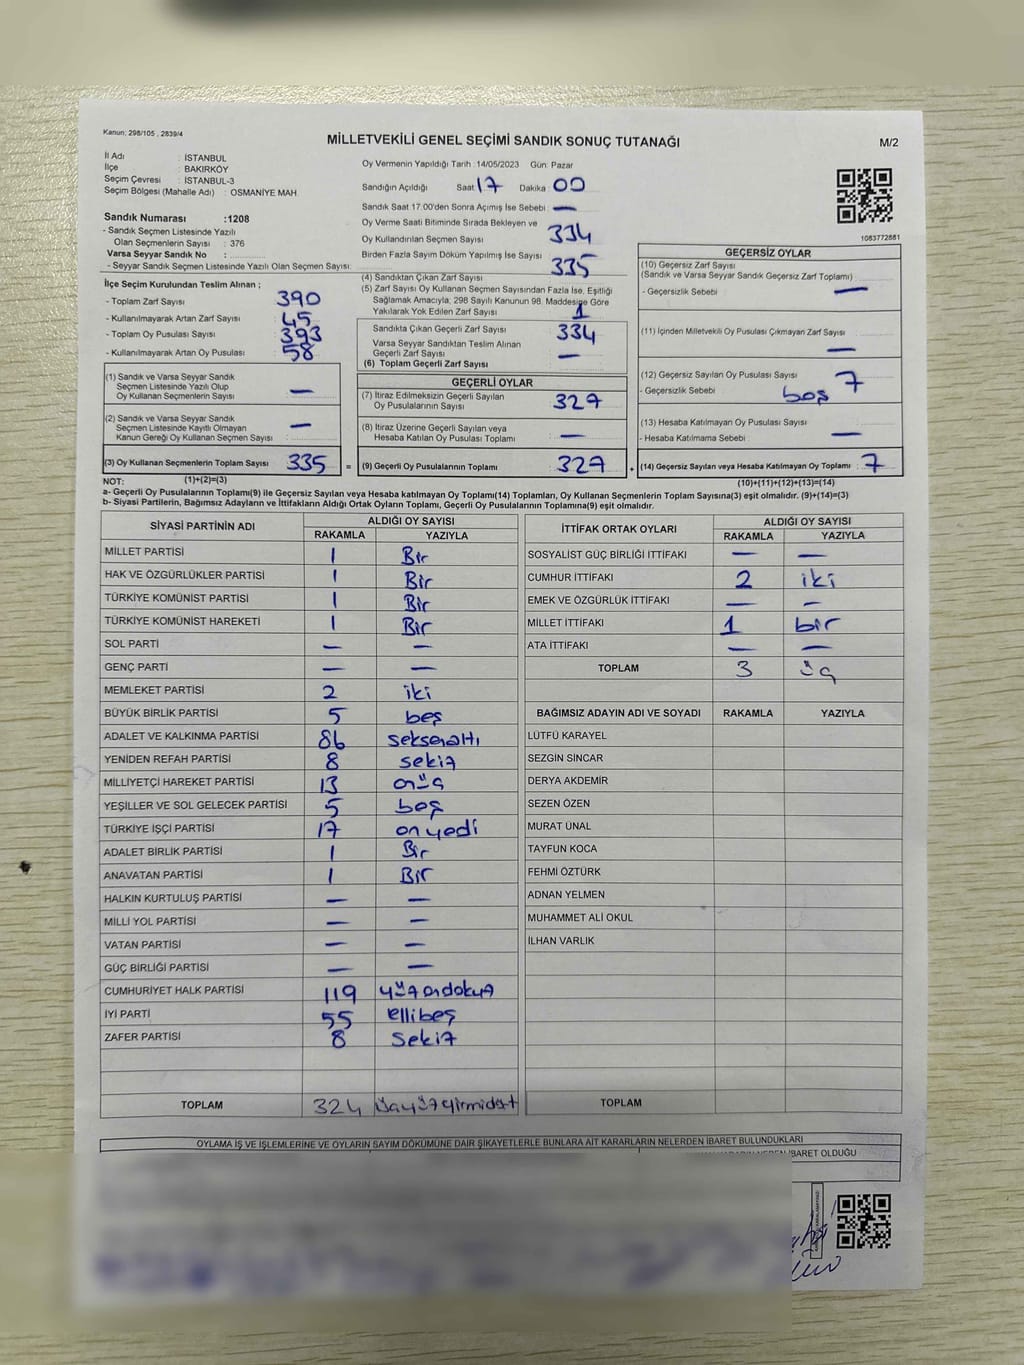 Kanun; 298/105 , 2839/4
MİLLETVEKİLİ GENEL SEÇİMİ SANDIK SONUÇ TUTANAĞI
M/2
İl Adı : İSTANBUL
İlçe : BAKIRKÖY
Seçim Çevresi : İSTANBUL-3
Seçim Bölgesi (Mahalle Adı) : OSMANİYE MAH
Sandık Numarası :1208
- Sandık Seçmen Listesinde Yazılı
Olan Seçmenlerin Sayısı : 376
Varsa Seyyar Sandık No :
- Seyyar Sandık Seçmen Listesinde Yazılı Olan Seçmen Sayısı:
İlçe Seçim Kurulundan Teslim Alınan ;
- Toplam Zarf Sayısı 390
- Kullanılmayarak Artan Zarf Sayısı 45
- Toplam Oy Pusulası Sayısı 393
- Kullanılmayarak Artan Oy Pusulası 58
Oy Vermenin Yapıldığı Tarih : 14/05/2023 Gün: Pazar
Sandığın Açıldığı Saat 17 Dakika 00
Sandık Saat 17.00'den Sonra Açımış İse Sebebi : —
Oy Verme Saati Bitiminde Sırada Bekleyen ve
Oy Kullandırılan Seçmen Sayısı 334
Birden Fazla Sayım Döküm Yapılmış İse Sayısı
(4) Sandıktan Çıkan Zarf Sayısı 335
(5) Zarf Sayısı Oy Kullanan Seçmen Sayısından Fazla İse, Eşitliği
Sağlamak Amacıyla, 298 Sayılı Kanunun 98. Maddesine Göre
Yakılarak Yok Edilen Zarf Sayısı 1
Sandıkta Çıkan Geçerli Zarf Sayısı 334
Varsa Seyyar Sandıktan Teslim Alınan
Geçerli Zarf Sayısı —
(6) Toplam Geçerli Zarf Sayısı
1083772881
GEÇERSİZ OYLAR
(10) Geçersiz Zarf Sayısı
(Sandık ve Varsa Seyyar Sandık Geçersiz Zarf Toplamı)
- Geçersizlik Sebebi : —
(11) İçinden Milletvekili Oy Pusulası Çıkmayan Zarf Sayısı : —
(12) Geçersiz Sayılan Oy Pusulası Sayısı : 7
- Geçersizlik Sebebi : boş
(13) Hesaba Katılmayan Oy Pusulası Sayısı :
- Hesaba Katılmama Sebebi : —
(14) Geçersiz Sayılan veya Hesaba Katılmayan Oy Toplamı : 7
(1) Sandık ve Varsa Seyyar Sandık
Seçmen Listesinde Yazılı Olup
Oy Kullanan Seçmenlerin Sayısı —
(2) Sandık ve Varsa Seyyar Sandık
Seçmen Listesinde Kayıtlı Olmayan
Kanun Gereği Oy Kullanan Seçmen Sayısı —
(3) Oy Kullanan Seçmenlerin Toplam Sayısı 335 =
GEÇERLİ OYLAR
(7) İtiraz Edilmeksizin Geçerli Sayılan
Oy Pusulalarının Sayısı 327
(8) İtiraz Üzerine Geçerli Sayılan veya
Hesaba Katılan Oy Pusulası Toplamı —
(9) Geçerli Oy Pusulalarının Toplamı 327 +
NOT: (1)+(2)=(3) (10)+(11)+(12)+(13)=(14)
a- Geçerli Oy Pusulalarının Toplamı(9) ile Geçersiz Sayılan veya Hesaba katılmayan Oy Toplamı(14) Toplamları, Oy Kullanan Seçmenlerin Toplam Sayısına(3) eşit olmalıdır. (9)+(14)=(3)
b- Siyasi Partilerin, Bağımsız Adayların ve İttifakların Aldığı Ortak Oyların Toplamı, Geçerli Oy Pusulalarının Toplamına(9) eşit olmalıdır.
SİYASİ PARTİNİN ADI ALDIĞI OY SAYISI
RAKAMLA YAZIYLA
MİLLET PARTİSİ 1 Bir
HAK VE ÖZGÜRLÜKLER PARTİSİ 1 Bir
TÜRKİYE KOMÜNİST PARTİSİ 1 Bir
TÜRKİYE KOMÜNİST HAREKETİ 1 Bir
SOL PARTİ — —
GENÇ PARTİ — —
MEMLEKET PARTİSİ 2 iki
BÜYÜK BİRLİK PARTİSİ 5 beş
ADALET VE KALKINMA PARTİSİ 86 seksenaltı
YENİDEN REFAH PARTİSİ 8 sekiz
MİLLİYETÇİ HAREKET PARTİSİ 13 onüç
YEŞİLLER VE SOL GELECEK PARTİSİ 5 beş
TÜRKİYE İŞÇİ PARTİSİ 17 onyedi
ADALET BİRLİK PARTİSİ 1 Bir
ANAVATAN PARTİSİ 1 Bir
HALKIN KURTULUŞ PARTİSİ — —
MİLLİ YOL PARTİSİ — —
VATAN PARTİSİ — —
GÜÇ BİRLİĞİ PARTİSİ — —
CUMHURİYET HALK PARTİSİ 119 yüzondokuz
İYİ PARTİ 55 ellibeş
ZAFER PARTİSİ 8 sekiz
TOPLAM 324 üçyüzyirmidört
İTTİFAK ORTAK OYLARI ALDIĞI OY SAYISI
RAKAMLA YAZIYLA
SOSYALİST GÜÇ BİRLİĞİ İTTİFAKI — —
CUMHUR İTTİFAKI 2 iki
EMEK VE ÖZGÜRLÜK İTTİFAKI — —
MİLLET İTTİFAKI 1 bir
ATA İTTİFAKI — —
TOPLAM 3 üç
BAĞIMSIZ ADAYIN ADI VE SOYADI RAKAMLA YAZIYLA
LÜTFÜ KARAYEL
SEZGİN SİNCAR
DERYA AKDEMİR
SEZEN ÖZEN
MURAT ÜNAL
TAYFUN KOCA
FEHMİ ÖZTÜRK
ADNAN YELMEN
MUHAMMET ALİ OKUL
İLHAN VARLIK
TOPLAM
OYLAMA İŞ VE İŞLEMLERİNE VE OYLARIN SAYIM DÖKÜMÜNE DAİR ŞİKAYETLERLE BUNLARA AİT KARARLARIN NELERDEN İBARET BULUNDUKLARI
İBARET OLDUĞU